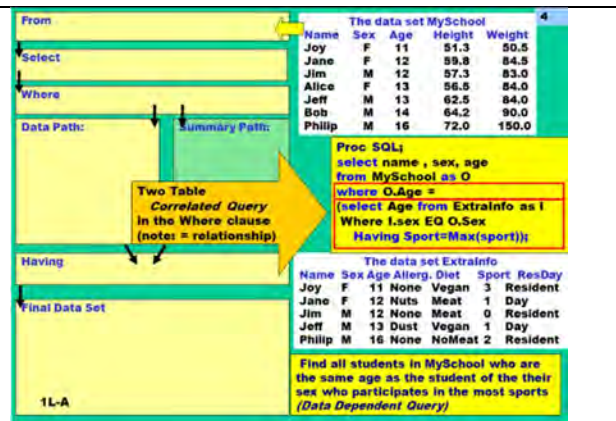 4
From
Select
Where
Data Path:
Summary Path:
Having
Final Data Set
1L-A
The data set MySchool
Name Sex Age Height Weight
Joy F 11 51.3 50.5
Jane F 12 59.8 84.5
Jim M 12 57.3 83.0
Alice F 13 56.5 84.0
Jeff M 13 62.5 84.0
Bob M 14 64.2 90.0
Philip M 16 72.0 150.0
Two Table
Correlated Query
in the Where clause
(note: = relationship)
Proc SQL;
select name , sex, age
from MySchool as O
where O.Age =
(select Age from ExtraInfo as I
Where I.sex EQ O.Sex
Having Sport=Max(sport));
The data set ExtraInfo
Name Sex Age Allerg. Diet Sport ResDay
Joy F 11 None Vegan 3 Resident
Jane F 12 Nuts Meat 1 Day
Jim M 12 None Meat 0 Resident
Jeff M 13 Dust Vegan 1 Day
Philip M 16 None NoMeat 2 Resident
Find all students in MySchool who are
the same age as the student of the their
sex who participates in the most sports
(Data Dependent Query)